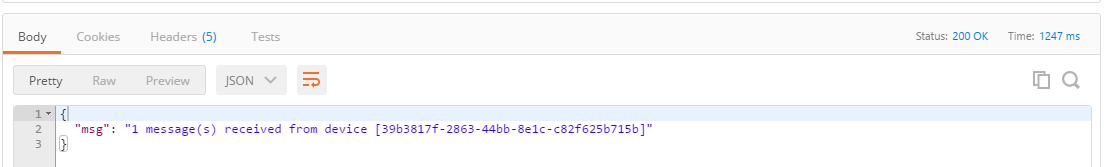 Body Cookies Headers (5) Tests Status: 200 OK Time: 1247 ms
Pretty Raw Preview JSON
1 {
2 "msg": "1 message(s) received from device [39b3817f-2863-44bb-8e1c-c82f625b715b]"
3 }